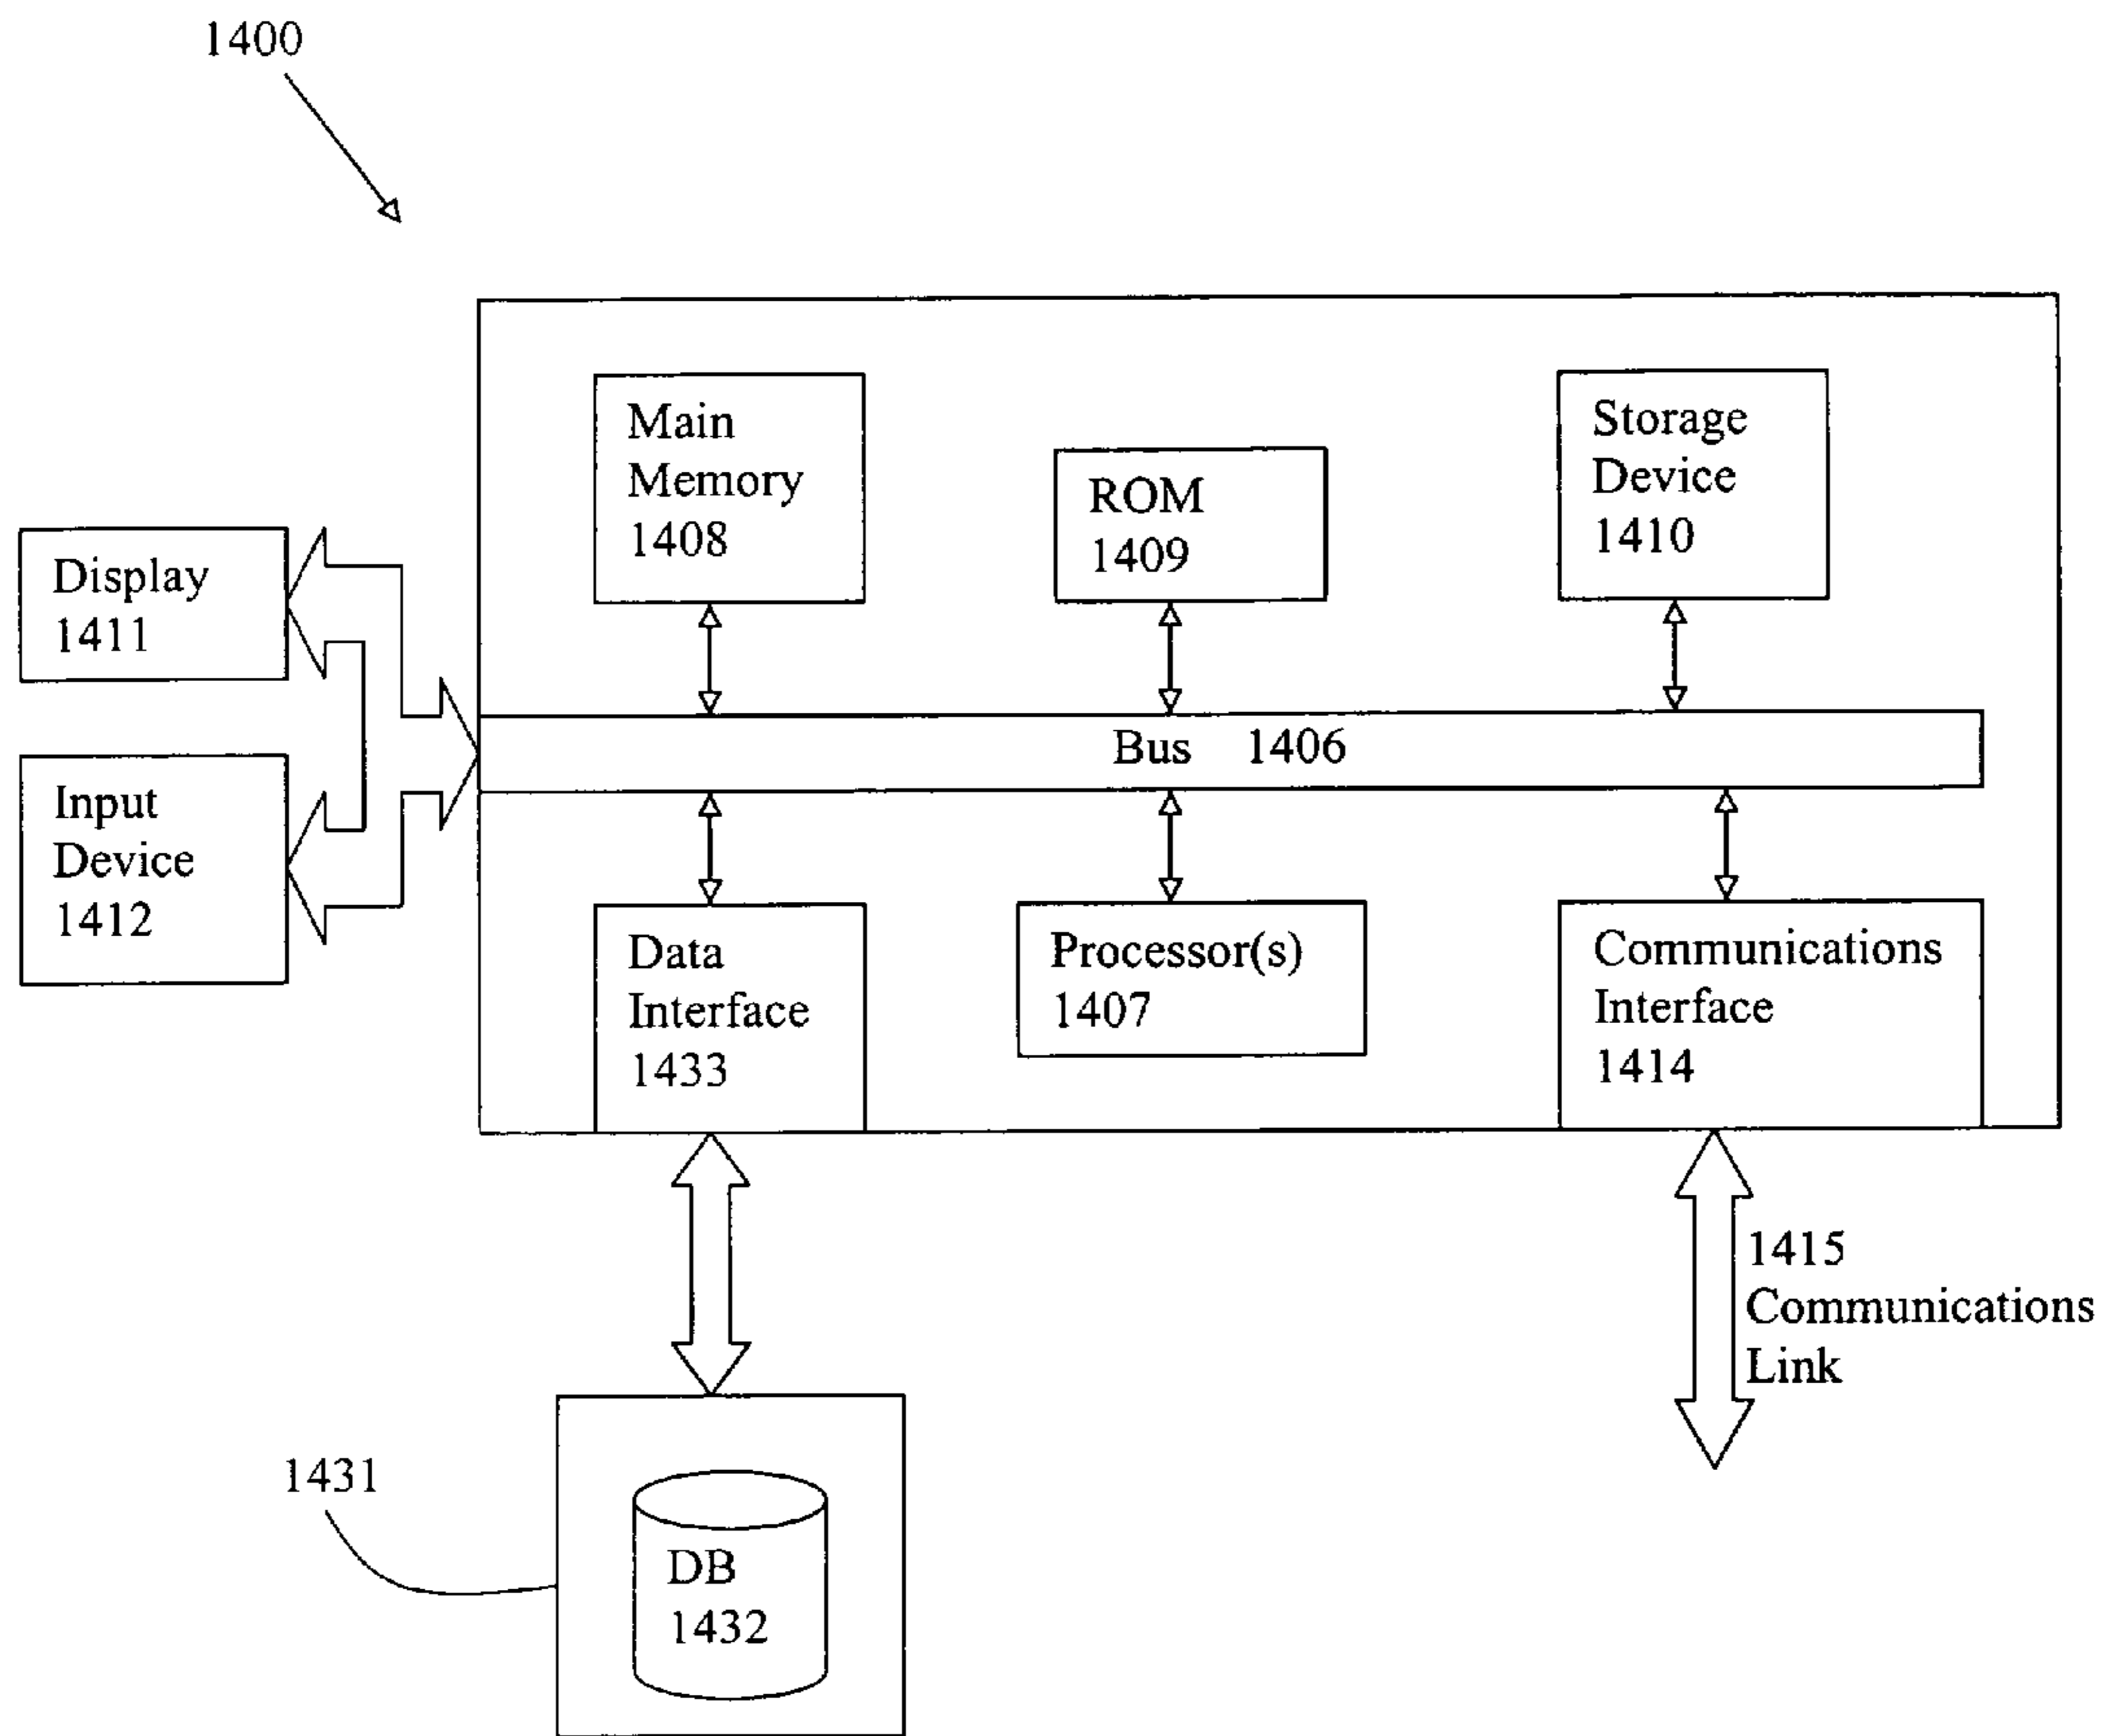 1400
Main
Memory
1408
ROM
1409
Storage
Device
1410
Display
1411
Input
Device
1412
Bus 1406
Data
Interface
1433
Processor(s)
1407
Communications
Interface
1414
1415
Communications
Link
1431
DB
1432